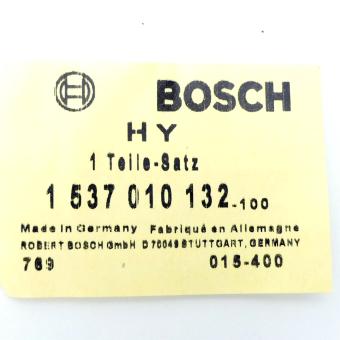 BOSCH
HY
1 Teile-Satz
1 537 010 132-100
Made in Germany Fabriqué en Allemagne
ROBERT BOSCH GmbH D 70049 STUTTGART, GERMANY
769 015-400